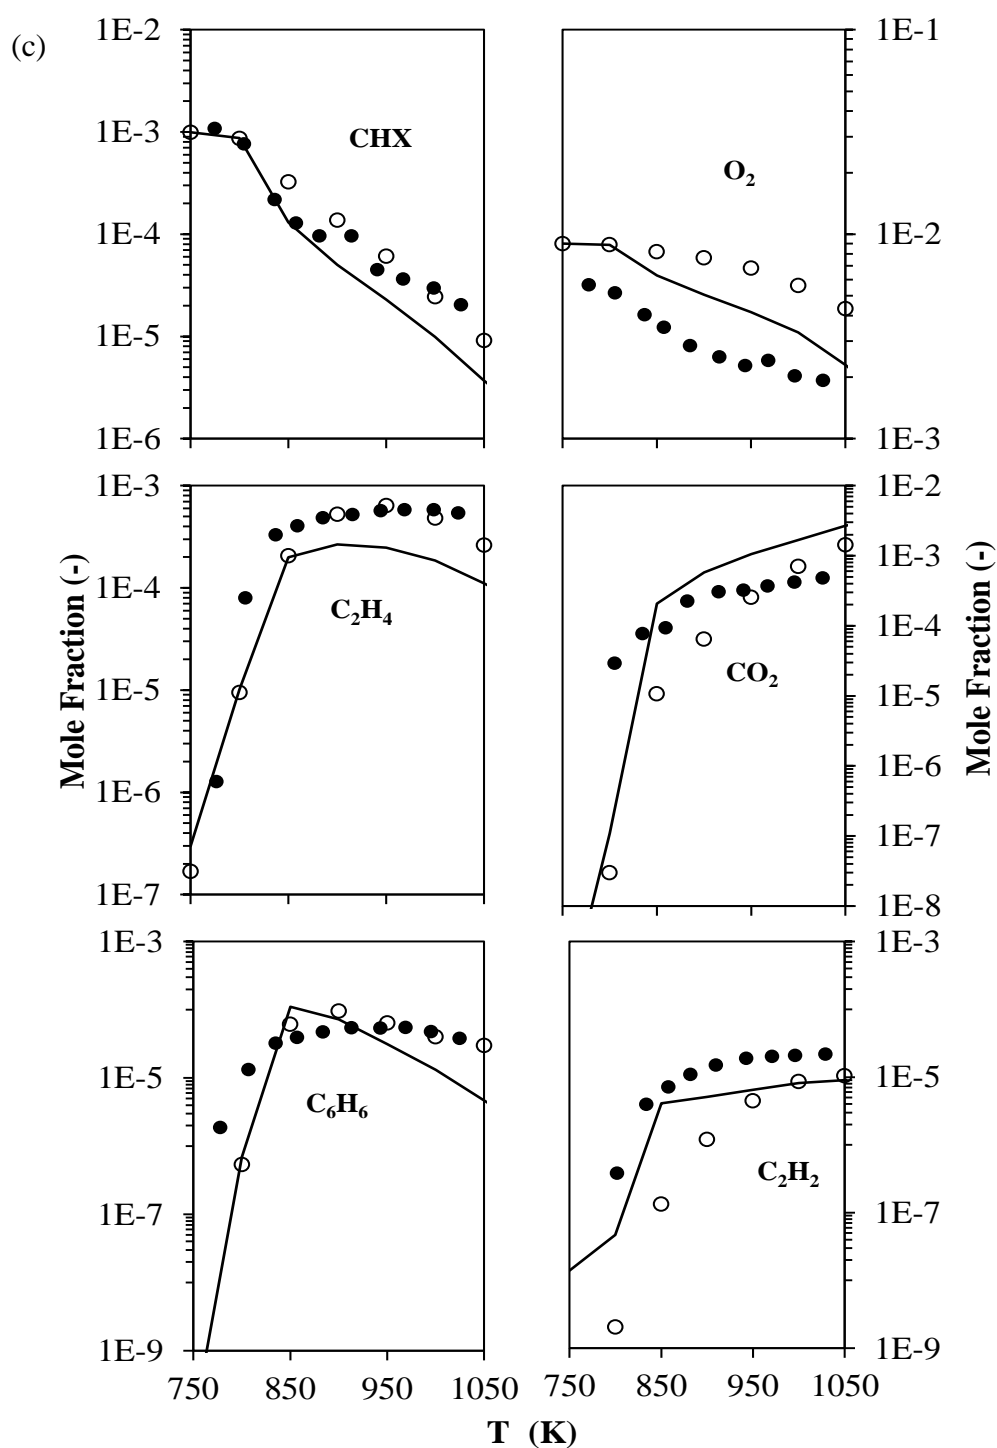 (c)
1E-2
1E-3
1E-4
1E-5
1E-6
CHX
1E-1
1E-2
1E-3
O2
1E-3
1E-4
1E-5
1E-6
1E-7
C2H4
Mole Fraction (-)
1E-2
1E-3
1E-4
1E-5
1E-6
1E-7
1E-8
CO2
Mole Fraction (-)
1E-3
1E-5
1E-7
1E-9
C6H6
1E-3
1E-5
1E-7
1E-9
C2H2
750 850 950 1050
750 850 950 1050
T (K)